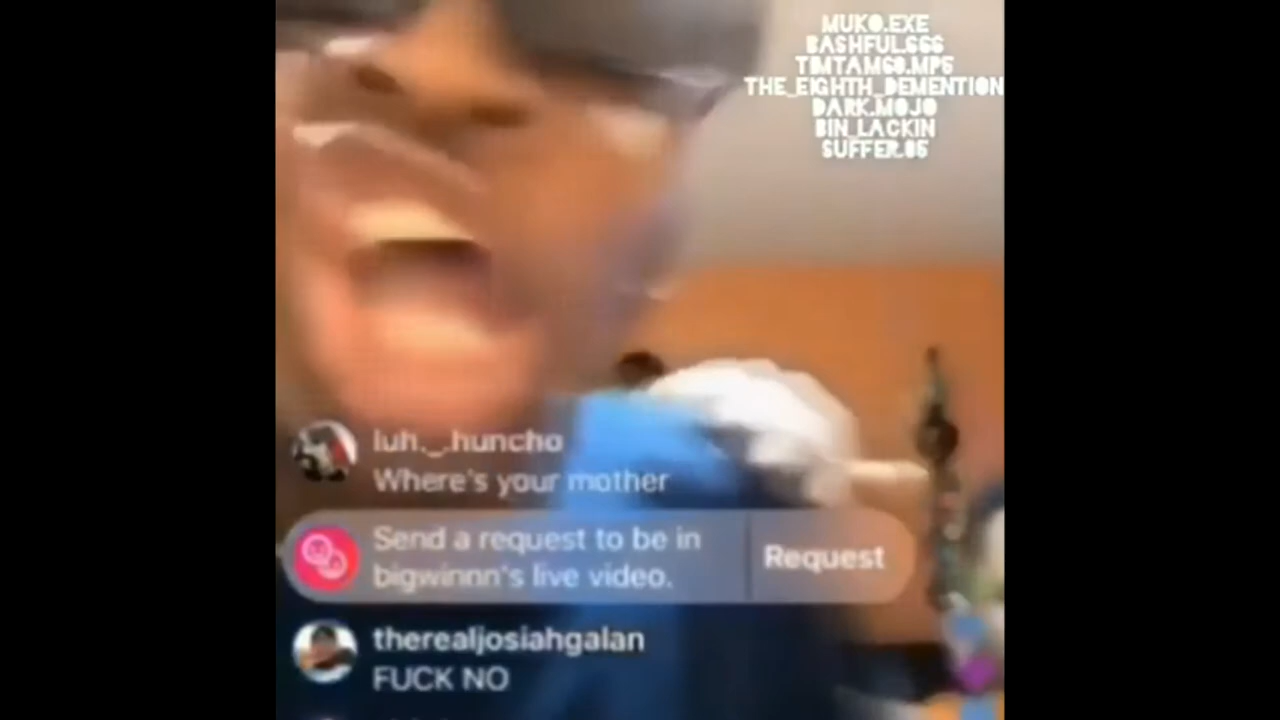 MUKO.EXE
BASHFUL.666
TIMTAM60.MP5
THE_EIGHTH_DEMENTION
DARK.MOJO
BIN_LACKIN
SUFFER.05
luh._.huncho
Where's your mother
Send a request to be in
bigwinnn's live video.
Request
therealjosiahgalan
FUCK NO